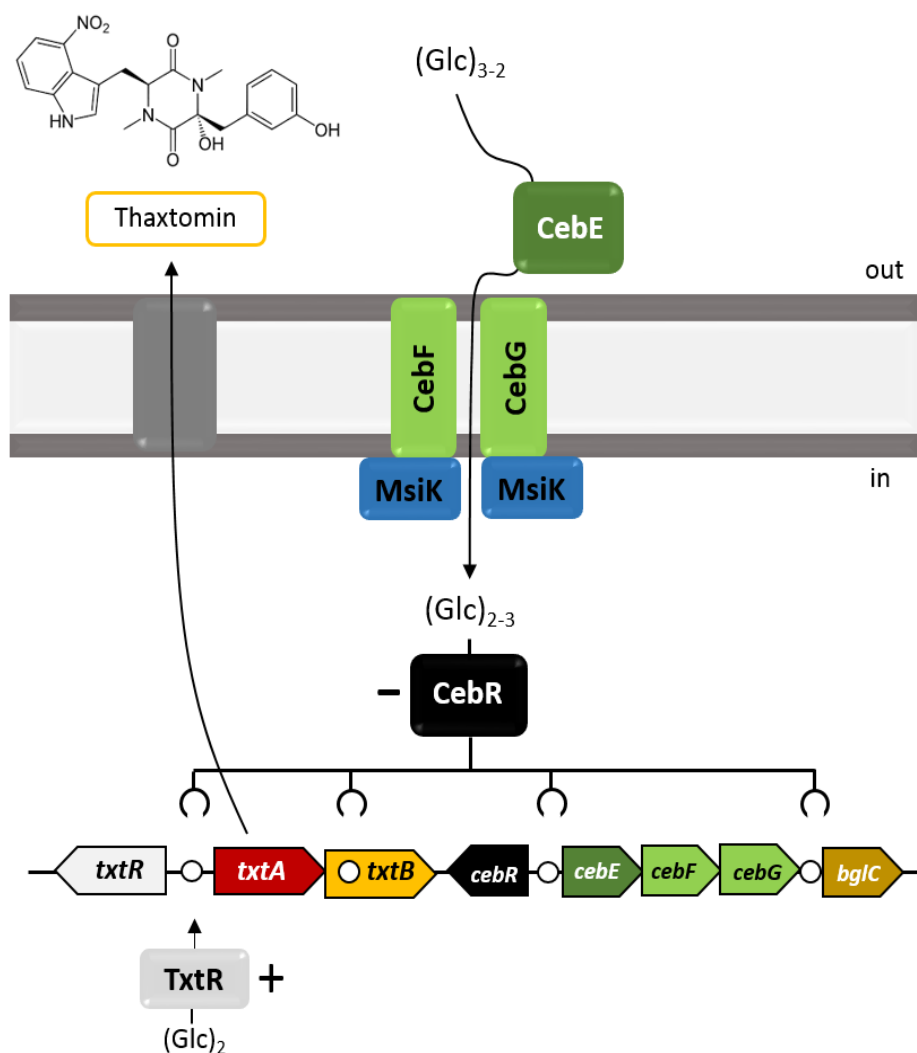 NO₂
O
N
HN
N
O
OH
OH
Thaxtomin
(Glc)₃₋₂
CebE
out
CebF
CebG
MsiK
MsiK
in
(Glc)₂₋₃
−
CebR
txtR
txtA
txtB
cebR
cebE
cebF
cebG
bglC
TxtR
+
(Glc)₂